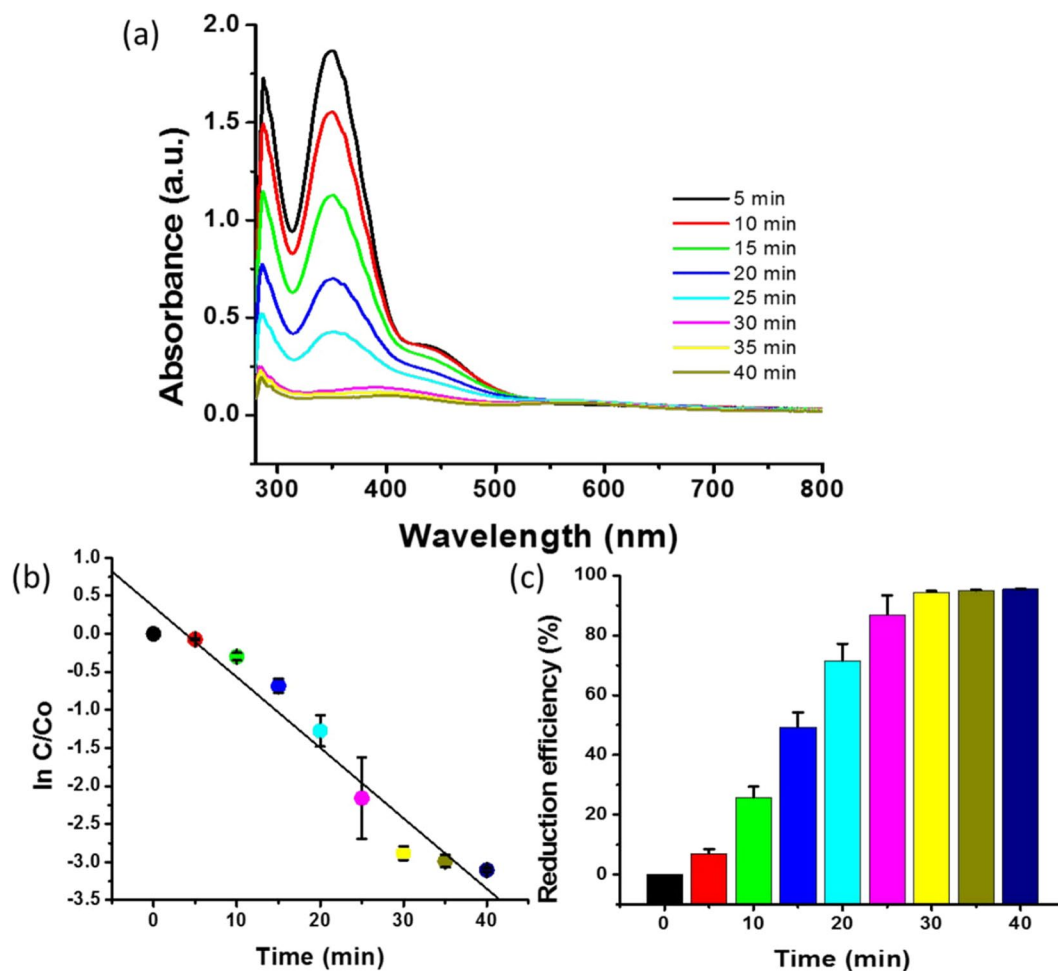 (a)
2.0
1.5
1.0
0.5
0.0
Absorbance (a.u.)
300 400 500 600 700 800
Wavelength (nm)
5 min
10 min
15 min
20 min
25 min
30 min
35 min
40 min
(b)
1.0
0.5
0.0
-0.5
-1.0
-1.5
-2.0
-2.5
-3.0
-3.5
ln C/Co
0 10 20 30 40
Time (min)
(c)
100
80
60
40
20
0
Reduction efficiency (%)
0 10 20 30 40
Time (min)